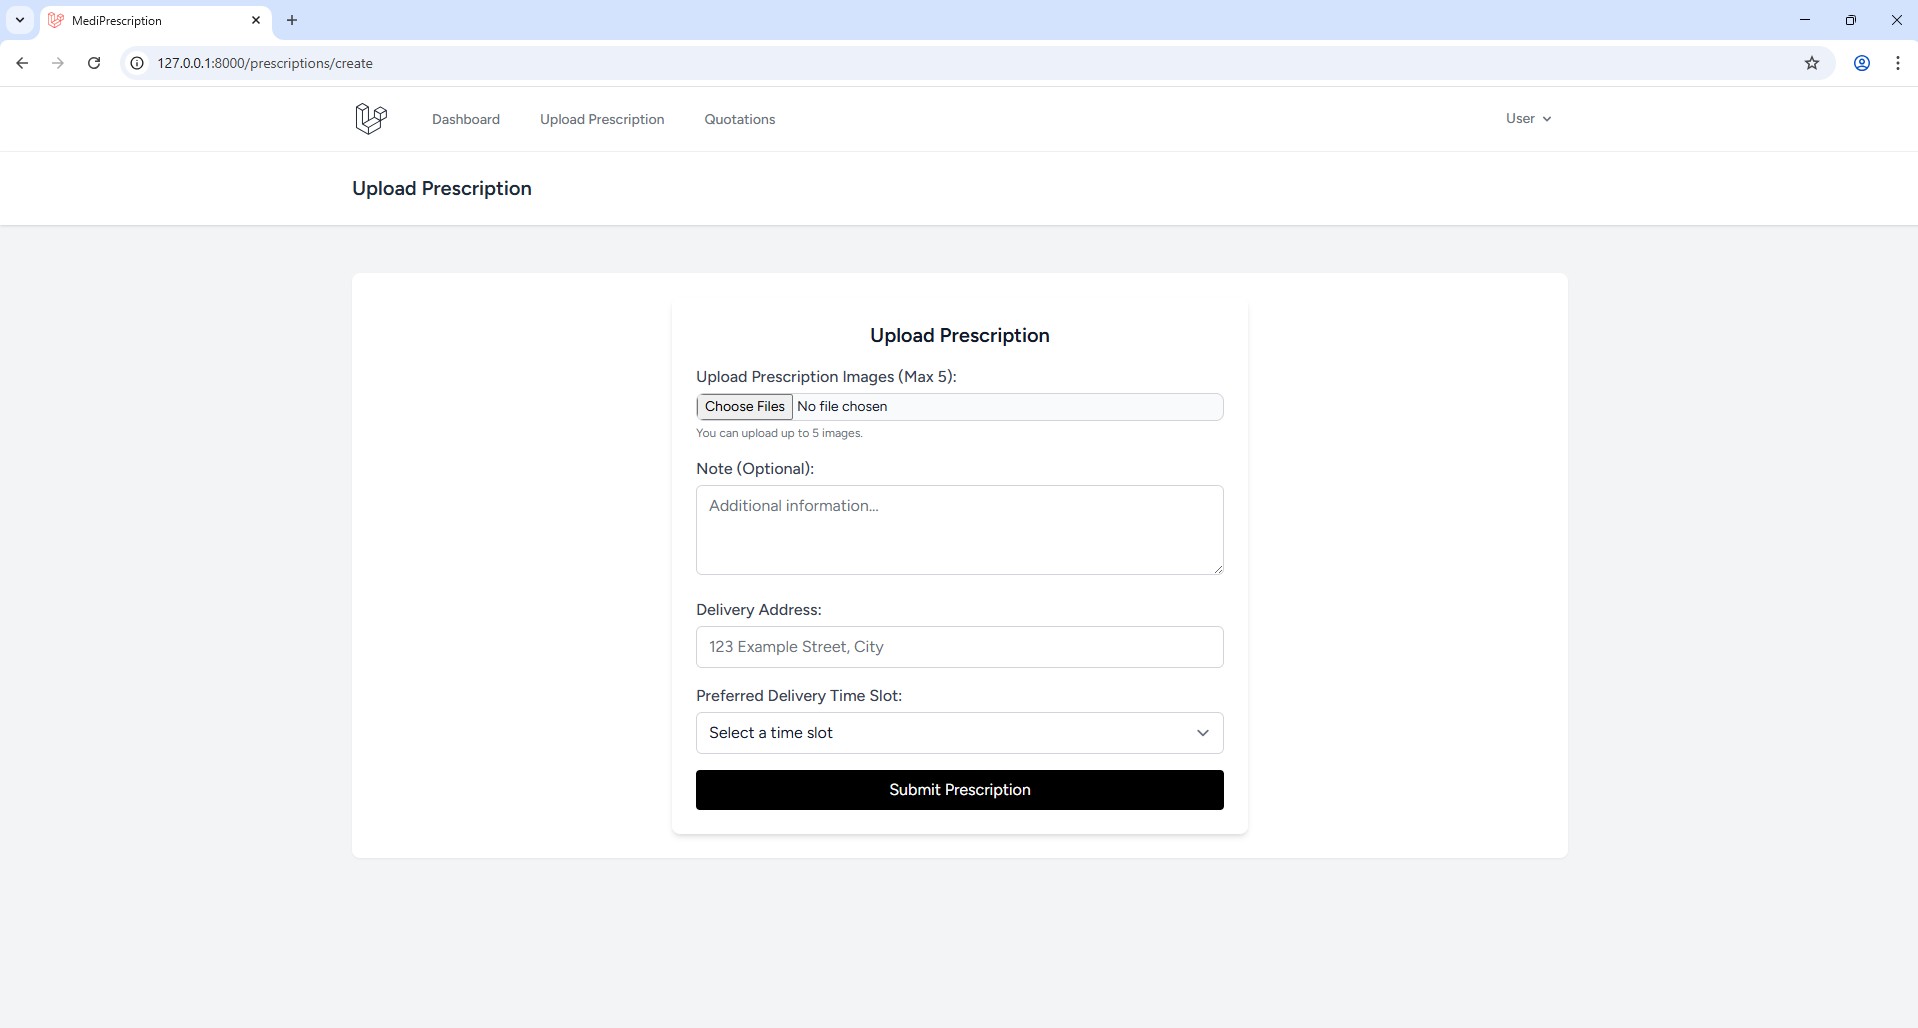 MediPrescription
127.0.0.1:8000/prescriptions/create
Dashboard Upload Prescription Quotations User
Upload Prescription
Upload Prescription
Upload Prescription Images (Max 5):
Choose Files No file chosen
You can upload up to 5 images.
Note (Optional):
Additional information...
Delivery Address:
123 Example Street, City
Preferred Delivery Time Slot:
Select a time slot
Submit Prescription